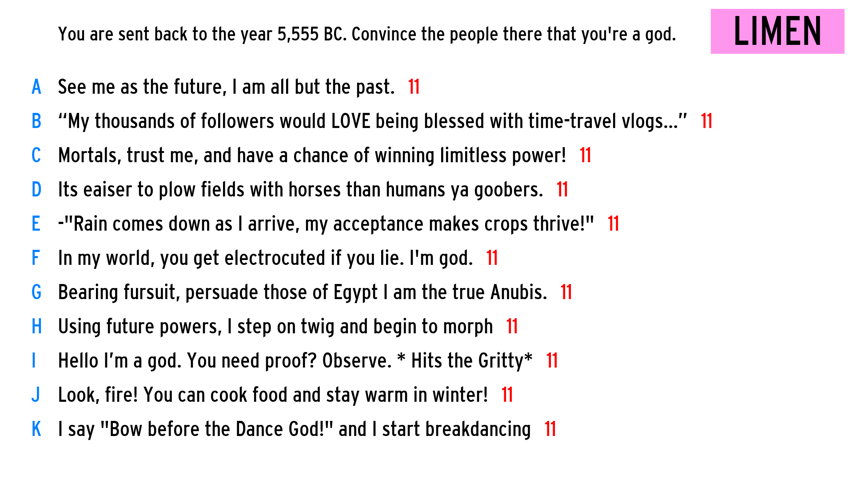 You are sent back to the year 5,555 BC. Convince the people there that you're a god.
LIMEN
A See me as the future, I am all but the past. 11
B “My thousands of followers would LOVE being blessed with time-travel vlogs...” 11
C Mortals, trust me, and have a chance of winning limitless power! 11
D Its eaiser to plow fields with horses than humans ya goobers. 11
E -"Rain comes down as I arrive, my acceptance makes crops thrive!" 11
F In my world, you get electrocuted if you lie. I'm god. 11
G Bearing fursuit, persuade those of Egypt I am the true Anubis. 11
H Using future powers, I step on twig and begin to morph 11
I Hello I’m a god. You need proof? Observe. * Hits the Gritty* 11
J Look, fire! You can cook food and stay warm in winter! 11
K I say "Bow before the Dance God!" and I start breakdancing 11